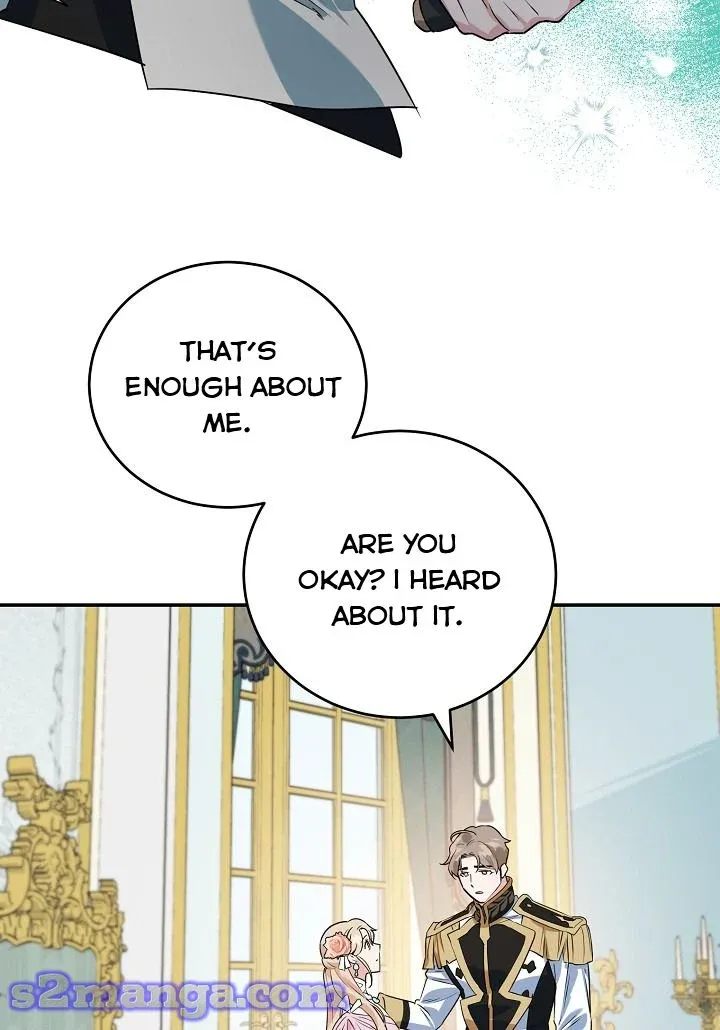 THAT'S
ENOUGH ABOUT
ME.
ARE YOU
OKAY? I HEARD
ABOUT IT.
s2manga.com